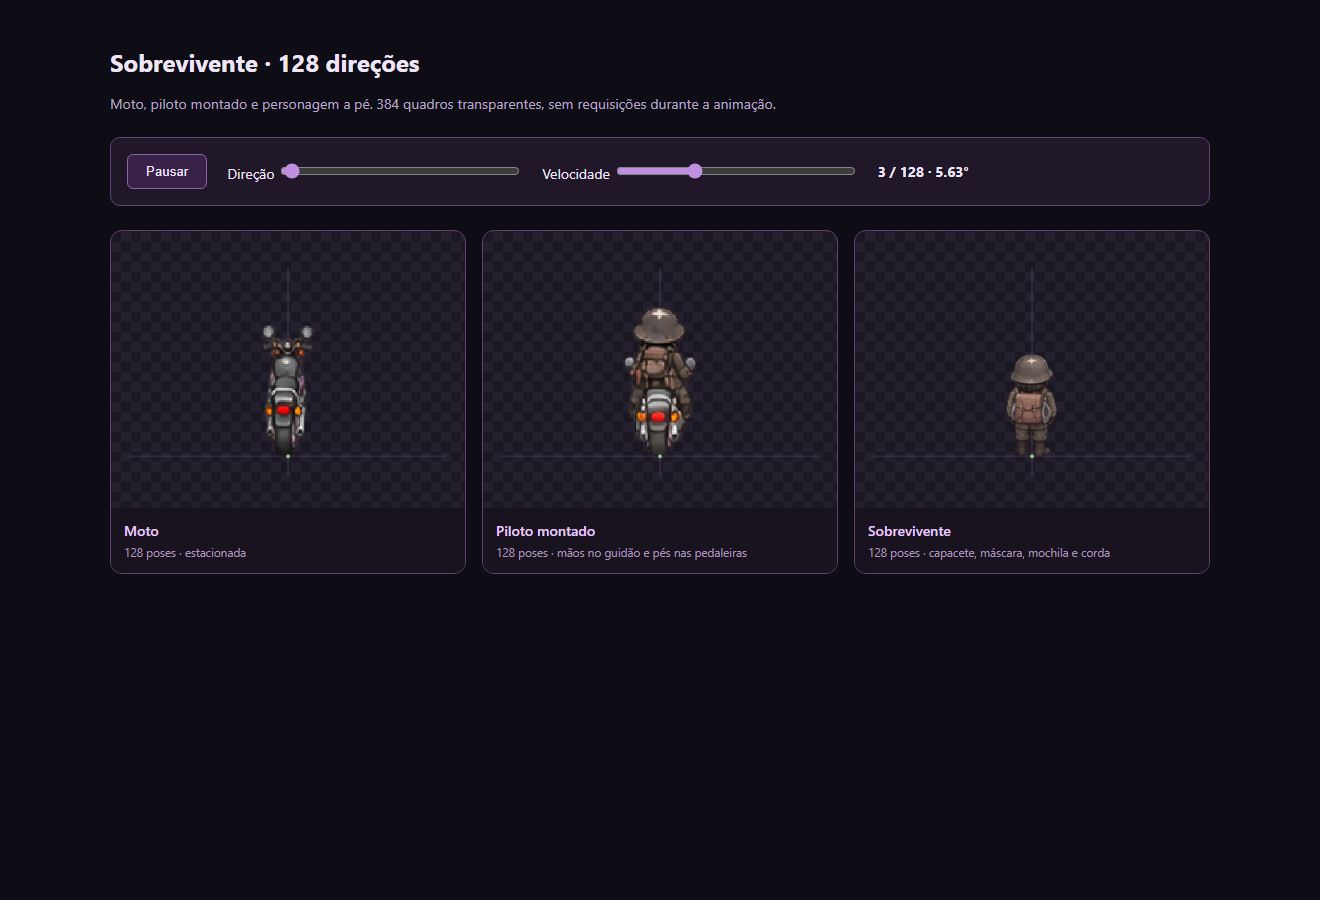 Sobrevivente · 128 direções
Moto, piloto montado e personagem a pé. 384 quadros transparentes, sem requisições durante a animação.
Pausar
Direção
Velocidade
3 / 128 · 5.63°
Moto
128 poses · estacionada
Piloto montado
128 poses · mãos no guidão e pés nas pedaleiras
Sobrevivente
128 poses · capacete, máscara, mochila e corda